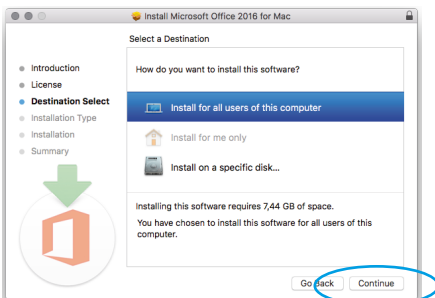 Install Microsoft Office 2016 for Mac
Select a Destination
Introduction
License
Destination Select
Installation Type
Installation
Summary
How do you want to install this software?
Install for all users of this computer
Install for me only
Install on a specific disk...
Installing this software requires 7,44 GB of space.
You have chosen to install this software for all users of this
computer.
Go Back
Continue